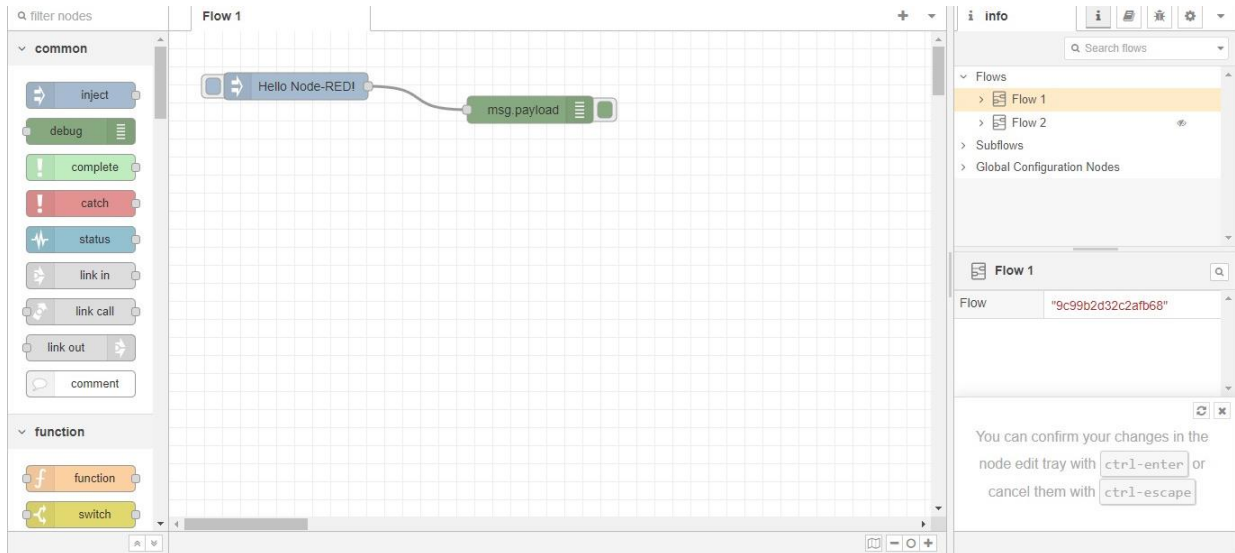 filter nodes
common
inject
debug
complete
catch
status
link in
link call
link out
comment
function
function
switch
Flow 1
Hello Node-RED!
msg.payload
info
Search flows
Flows
Flow 1
Flow 2
Subflows
Global Configuration Nodes
Flow 1
Flow "9c99b2d32c2afb68"
You can confirm your changes in the
node edit tray with ctrl-enter or
cancel them with ctrl-escape